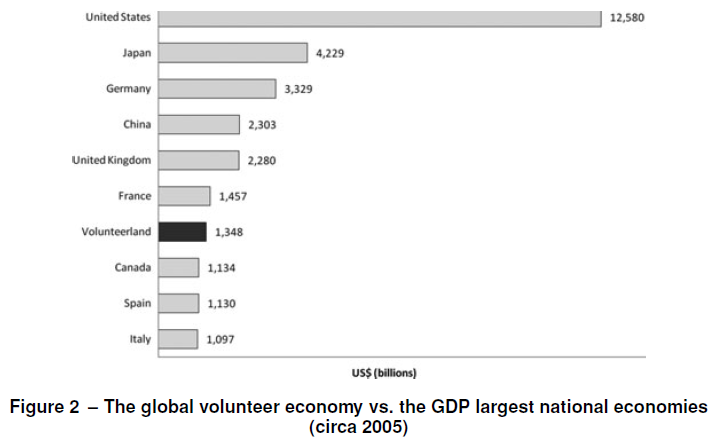 United States 12,580
Japan 4,229
Germany 3,329
China 2,303
United Kingdom 2,280
France 1,457
Volunteerland 1,348
Canada 1,134
Spain 1,130
Italy 1,097
US$ (billions)
Figure 2 – The global volunteer economy vs. the GDP largest national economies
(circa 2005)